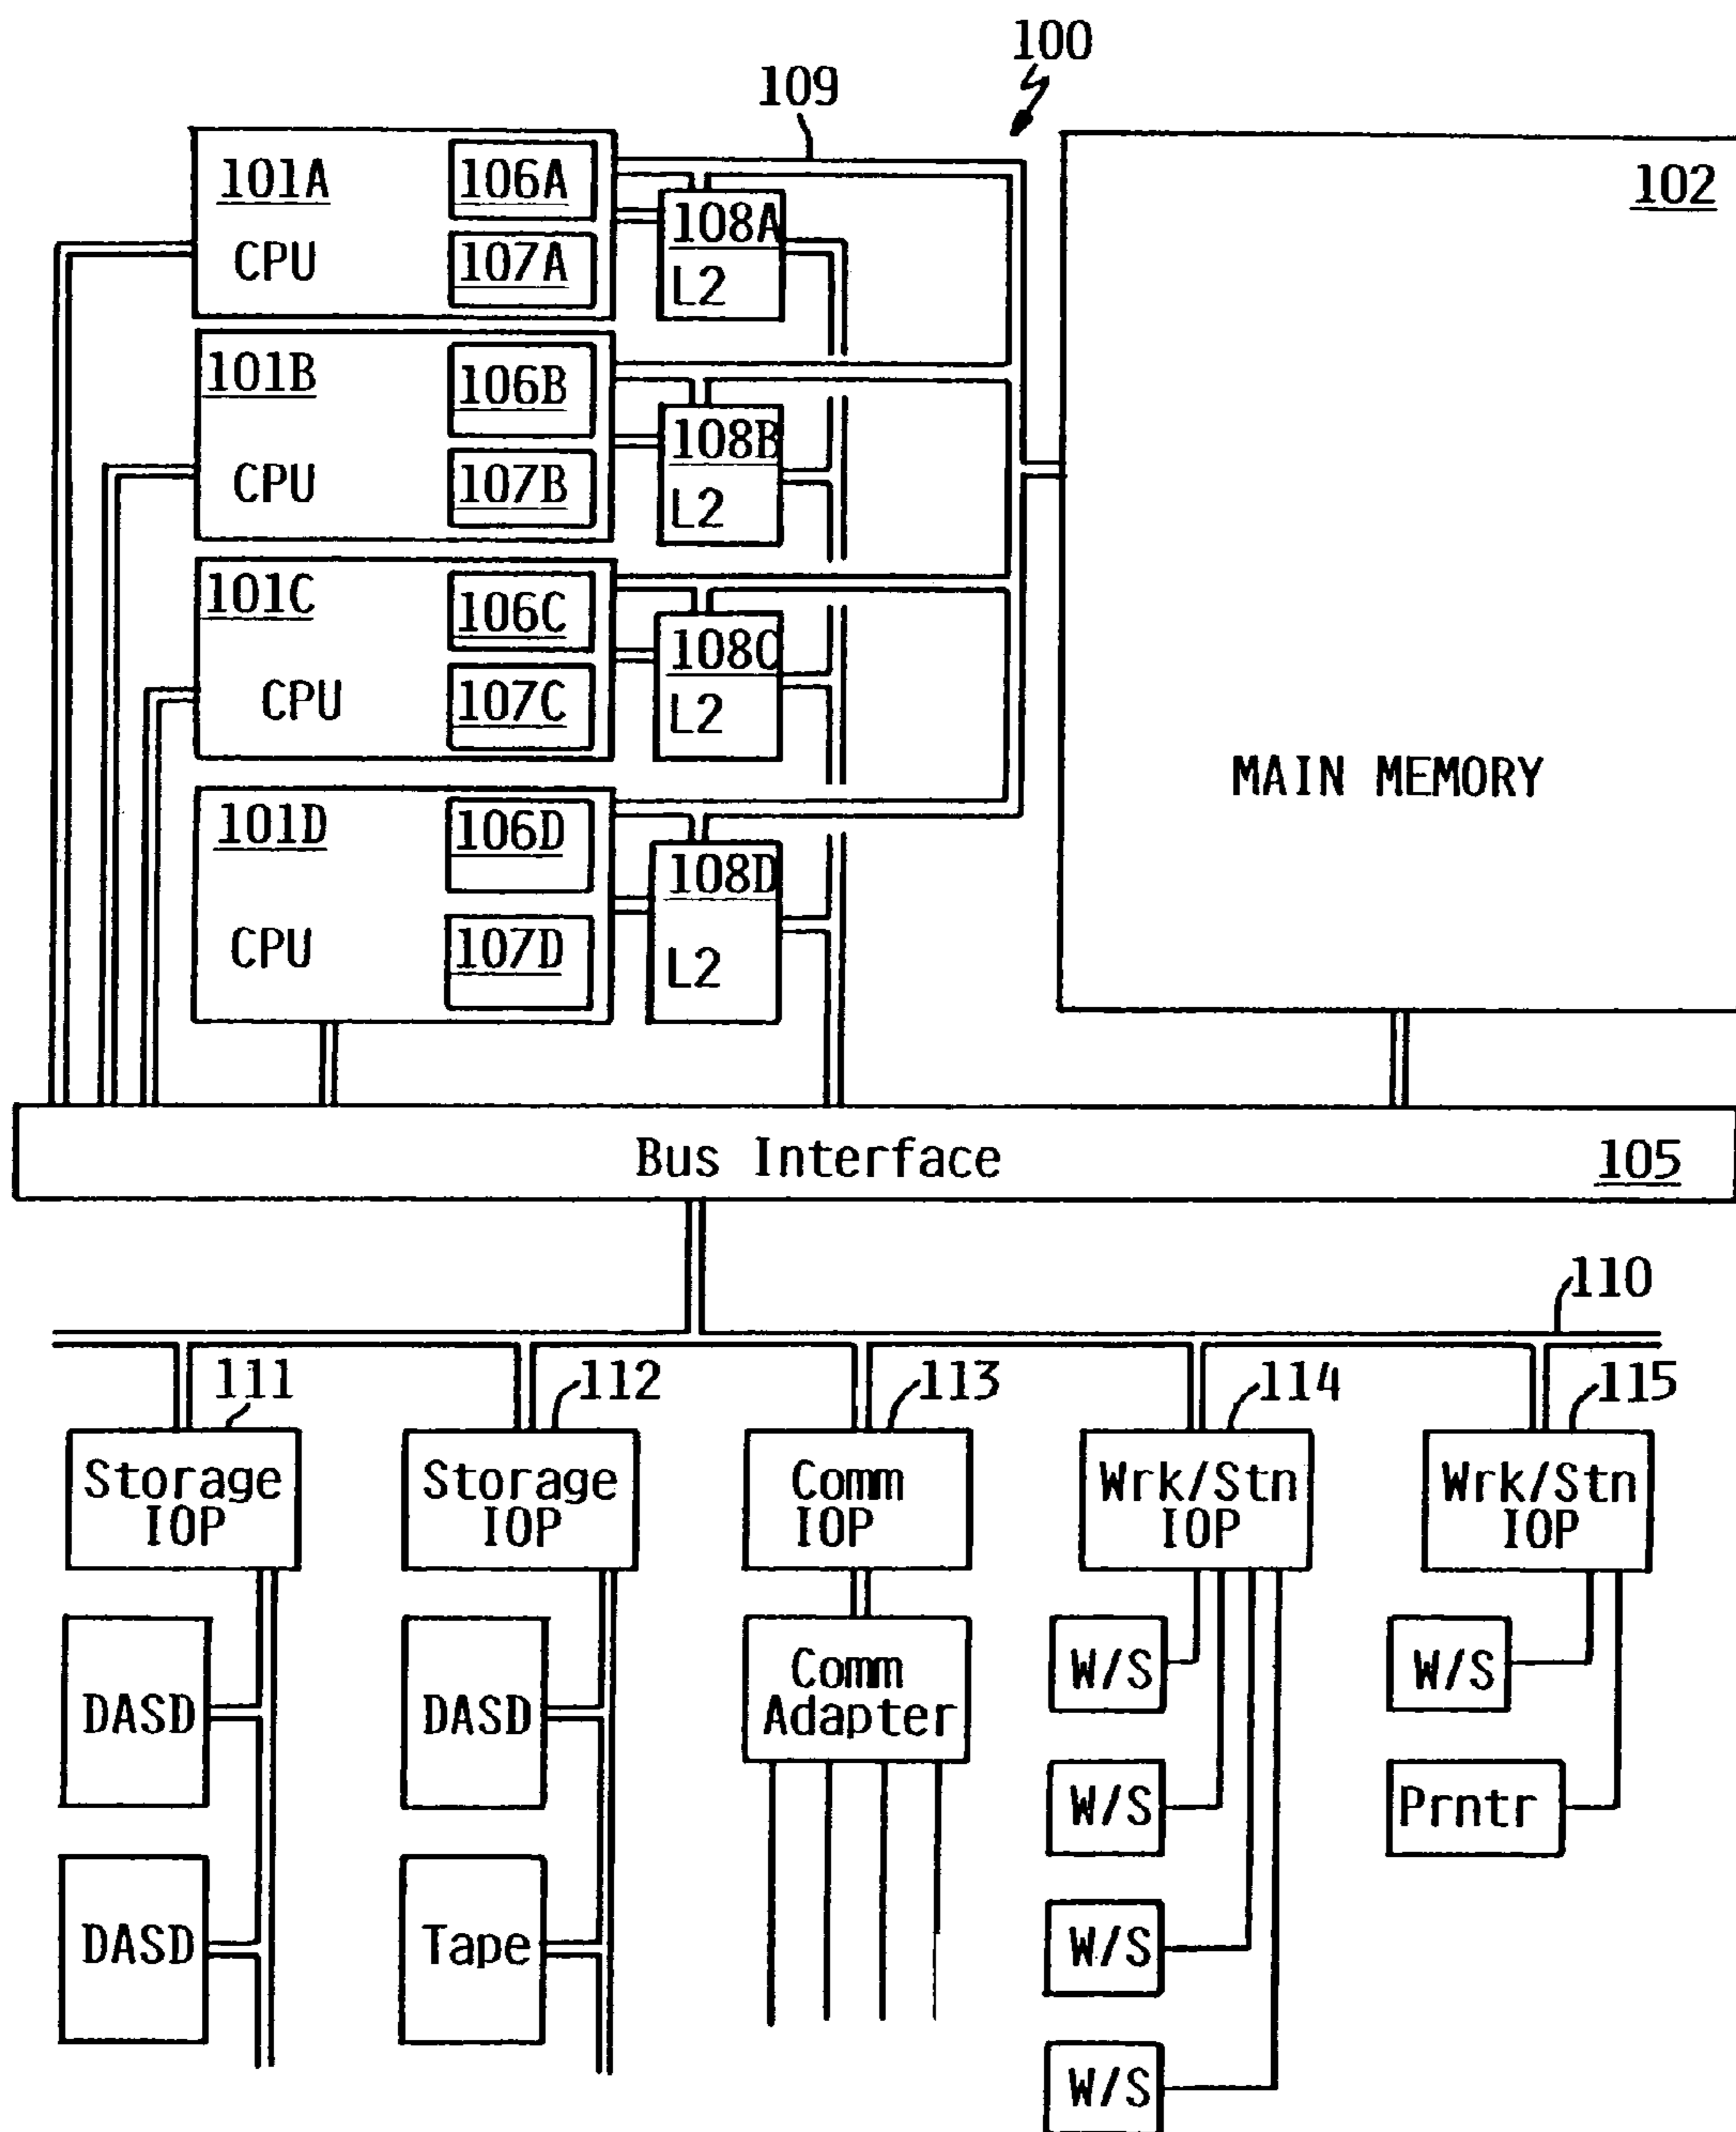 100
109
101A
106A
CPU
107A
108A
L2
102
101B
106B
CPU
107B
108B
L2
101C
106C
CPU
107C
108C
L2
MAIN MEMORY
101D
106D
CPU
107D
108D
L2
Bus Interface
105
110
111
112
113
114
115
Storage
IOP
Storage
IOP
Comm
IOP
Wrk/Stn
IOP
Wrk/Stn
IOP
DASD
DASD
DASD
Tape
Comm
Adapter
W/S
W/S
W/S
W/S
W/S
Prntr